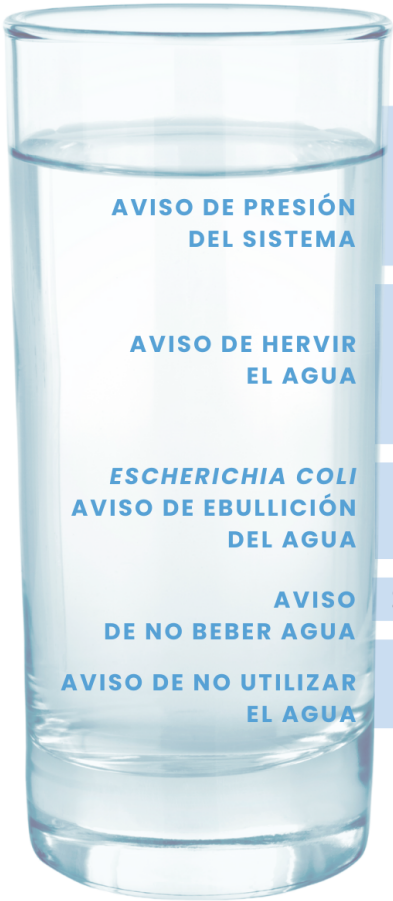 AVISO DE PRESIÓN
DEL SISTEMA
AVISO DE HERVIR
EL AGUA
ESCHERICHIA COLI
AVISO DE EBULLICIÓN
DEL AGUA
AVISO
DE NO BEBER AGUA
AVISO DE NO UTILIZAR
EL AGUA